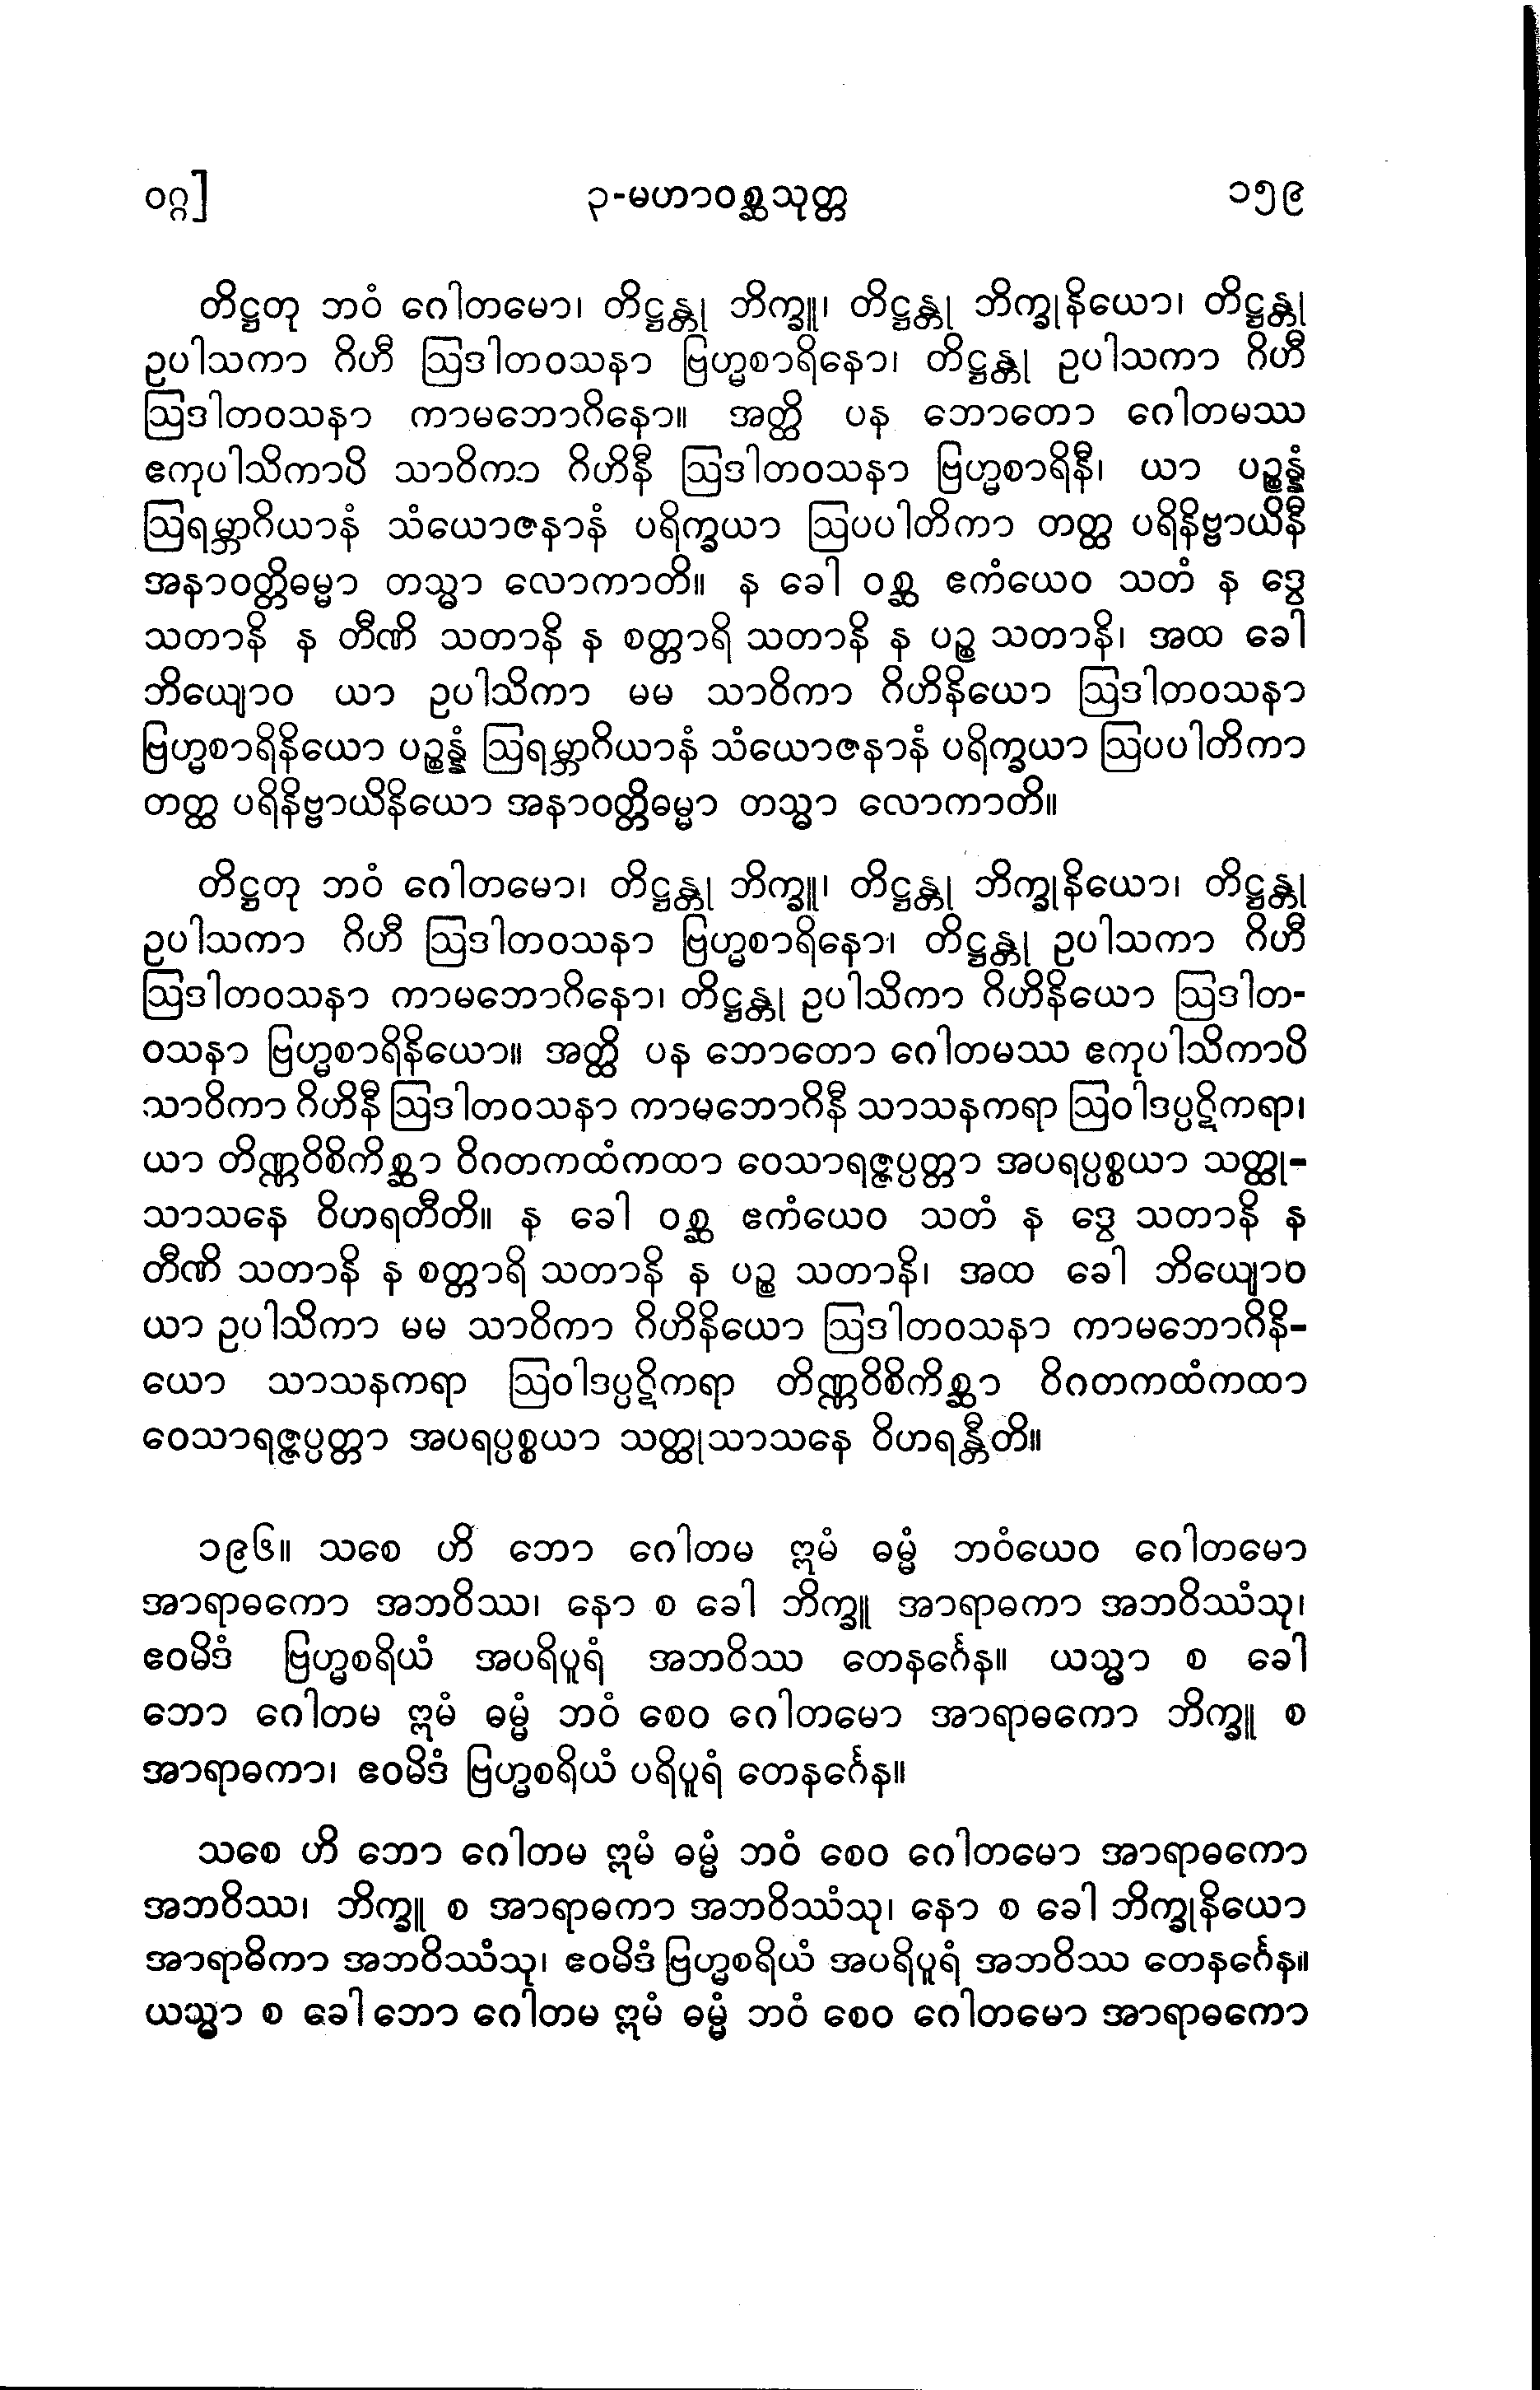 ဝဂ္ဂ] ၃-မဟာဝစ္ဆသုတ္တ ၁၅၉
တိဋ္ဌတု ဘဝံ ဂေါတမော၊ တိဋ္ဌန္တု ဘိက္ခူ၊ တိဋ္ဌန္တု ဘိက္ခုနိယော၊ တိဋ္ဌန္တု
ဥပါသကာ ဂိဟီ ဩဒါတဝသနာ ဗြဟ္မစာရိနော၊ တိဋ္ဌန္တု ဥပါသကာ ဂိဟီ
ဩဒါတဝသနာ ကာမဘောဂိနော။ အတ္ထိ ပန ဘောတော ဂေါတမဿ
ဧကုပါသိကာပိ သာဝိကာ ဂိဟိနီ ဩဒါတဝသနာ ဗြဟ္မစာရိနီ၊ ယာ ပဉ္စန္နံ
ဩရမ္ဘာဂိယာနံ သံယောဇနာနံ ပရိက္ခယာ ဩပပါတိကာ တတ္ထ ပရိနိဗ္ဗာယိနီ
အနာဝတ္တိဓမ္မာ တသ္မာ လောကာတိ။ န ခေါ ဝစ္ဆ ဧကံယေဝ သတံ န ဒွေ
သတာနိ န တီဏိ သတာနိ န စတ္တာရိ သတာနိ န ပဉ္စ သတာနိ၊ အထ ခေါ
ဘိယျောဝ ယာ ဥပါသိကာ မမ သာဝိကာ ဂိဟိနိယော ဩဒါတဝသနာ
ဗြဟ္မစာရိနိယော ပဉ္စန္နံ ဩရမ္ဘာဂိယာနံ သံယောဇနာနံ ပရိက္ခယာ ဩပပါတိကာ
တတ္ထ ပရိနိဗ္ဗာယိနိယော အနာဝတ္တိဓမ္မာ တသ္မာ လောကာတိ။
တိဋ္ဌတု ဘဝံ ဂေါတမော၊ တိဋ္ဌန္တု ဘိက္ခူ၊ တိဋ္ဌန္တု ဘိက္ခုနိယော၊ တိဋ္ဌန္တု
ဥပါသကာ ဂိဟီ ဩဒါတဝသနာ ဗြဟ္မစာရိနော၊ တိဋ္ဌန္တု ဥပါသကာ ဂိဟီ
ဩဒါတဝသနာ ကာမဘောဂိနော၊ တိဋ္ဌန္တု ဥပါသိကာ ဂိဟိနိယော ဩဒါတ-
ဝသနာ ဗြဟ္မစာရိနိယော။ အတ္ထိ ပန ဘောတော ဂေါတမဿ ဧကုပါသိကာပိ
သာဝိကာ ဂိဟိနီ ဩဒါတဝသနာ ကာမဘောဂိနီ သာသနကရာ ဩဝါဒပ္ပဋိကရာ၊
ယာ တိဏ္ဏဝိစိကိစ္ဆာ ဝိဂတကထံကထာ ဝေသာရဇ္ဇပ္ပတ္တာ အပရပ္ပစ္စယာ သတ္ထု-
သာသနေ ဝိဟရတီတိ။ န ခေါ ဝစ္ဆ ဧကံယေဝ သတံ န ဒွေ သတာနိ န
တီဏိ သတာနိ န စတ္တာရိ သတာနိ န ပဉ္စ သတာနိ၊ အထ ခေါ ဘိယျောဝ
ယာ ဥပါသိကာ မမ သာဝိကာ ဂိဟိနိယော ဩဒါတဝသနာ ကာမဘောဂိနိ-
ယော သာသနကရာ ဩဝါဒပ္ပဋိကရာ တိဏ္ဏဝိစိကိစ္ဆာ ဝိဂတကထံကထာ
ဝေသာရဇ္ဇပ္ပတ္တာ အပရပ္ပစ္စယာ သတ္ထုသာသနေ ဝိဟရန္တီတိ။
၁၉၆။ သစေ ဟိ ဘော ဂေါတမ ဣမံ ဓမ္မံ ဘဝံယေဝ ဂေါတမော
အာရာဓကော အဘဝိဿ၊ နော စ ခေါ ဘိက္ခူ အာရာဓကာ အဘဝိဿံသု၊
ဧဝမိဒံ ဗြဟ္မစရိယံ အပရိပူရံ အဘဝိဿ တေနင်္ဂေန။ ယသ္မာ စ ခေါ
ဘော ဂေါတမ ဣမံ ဓမ္မံ ဘဝံ စေဝ ဂေါတမော အာရာဓကော ဘိက္ခူ စ
အာရာဓကာ၊ ဧဝမိဒံ ဗြဟ္မစရိယံ ပရိပူရံ တေနင်္ဂေန။
သစေ ဟိ ဘော ဂေါတမ ဣမံ ဓမ္မံ ဘဝံ စေဝ ဂေါတမော အာရာဓကော
အဘဝိဿ၊ ဘိက္ခူ စ အာရာဓကာ အဘဝိဿံသု၊ နော စ ခေါ ဘိက္ခုနိယော
အာရာဓိကာ အဘဝိဿံသု၊ ဧဝမိဒံ ဗြဟ္မစရိယံ အပရိပူရံ အဘဝိဿ တေနင်္ဂေန။
ယသ္မာ စ ခေါ ဘော ဂေါတမ ဣမံ ဓမ္မံ ဘဝံ စေဝ ဂေါတမော အာရာဓကော